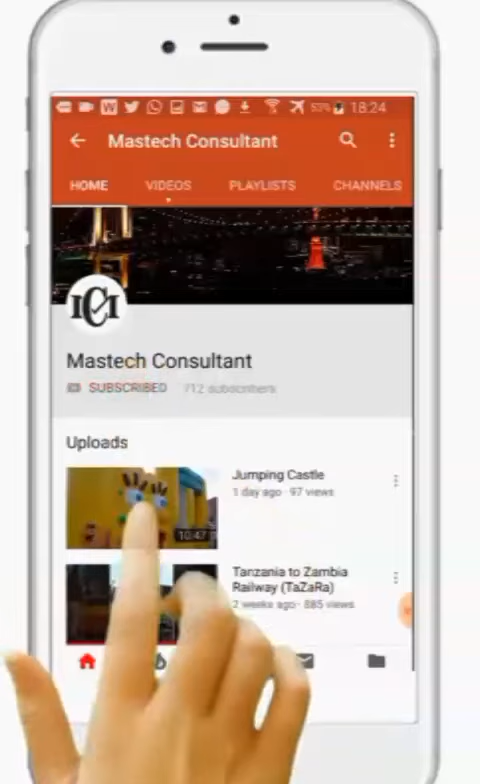 53% 18:24
Mastech Consultant
HOME VIDEOS PLAYLISTS CHANNELS
ICI
Mastech Consultant
SUBSCRIBED 712 subscribers
Uploads
Jumping Castle
1 day ago · 97 views
10:47
Tanzania to Zambia
Railway (TaZaRa)
2 weeks ago · 885 views